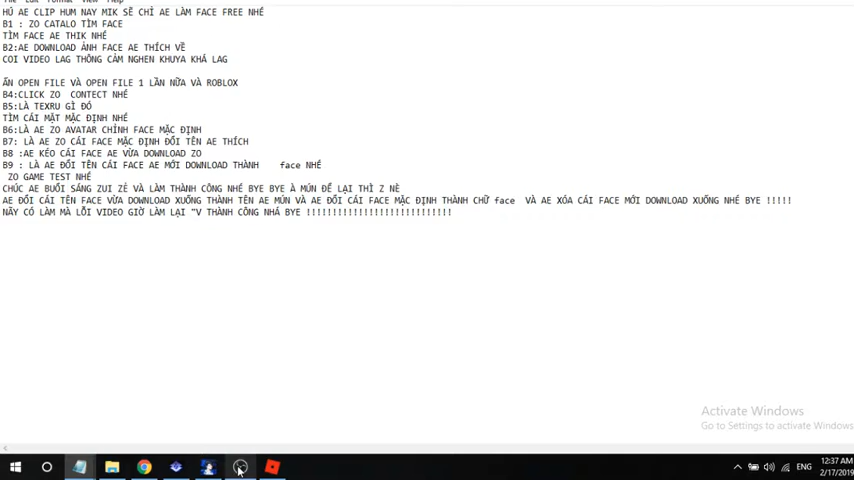 File Edit Format View Help
HÚ AE CLIP HUM NAY MIK SẼ CHỈ AE LÀM FACE FREE NHÉ
B1 : ZO CATALO TÌM FACE
TÌM FACE AE THIK NHÉ
B2:AE DOWNLOAD ẢNH FACE AE THÍCH VỀ
COI VIDEO LAG THÔNG CẢM NGHEN KHUYA KHÁ LAG
ẤN OPEN FILE VÀ OPEN FILE 1 LẦN NỮA VÀ ROBLOX
B4:CLICK ZO CONTECT NHÉ
B5:LÀ TEXRU GÌ ĐÓ
TÌM CÁI MẶT MẶC ĐỊNH NHÉ
B6:LÀ AE ZO AVATAR CHỈNH FACE MẶC ĐỊNH
B7: LÀ AE ZO CÁI FACE MẶC ĐỊNH ĐỔI TÊN AE THÍCH
B8 :AE KÉO CÁI FACE AE VỪA DOWNLOAD ZO
B9 : LÀ AE ĐỔI TÊN CÁI FACE AE MỚI DOWNLOAD THÀNH face NHÉ
ZO GAME TEST NHÉ
CHÚC AE BUỔI SÁNG ZUI ZẺ VÀ LÀM THÀNH CÔNG NHÉ BYE BYE À MÚN ĐỂ LẠI THÌ Z NÈ
AE ĐỔI CÁI TÊN FACE VỪA DOWNLOAD XUỐNG THÀNH TÊN AE MÚN VÀ AE ĐỔI CÁI FACE MẶC ĐỊNH THÀNH CHỮ face VÀ AE XÓA CÁI FACE MỚI DOWNLOAD XUỐNG NHÉ BYE !!!!!
NÃY CÓ LÀM MÀ LỖI VIDEO GIỜ LÀM LẠI "V THÀNH CÔNG NHÁ BYE !!!!!!!!!!!!!!!!!!!!!!!!!!!!
Activate Windows
Go to Settings to activate Windows
ENG
12:37 AM
2/17/2019